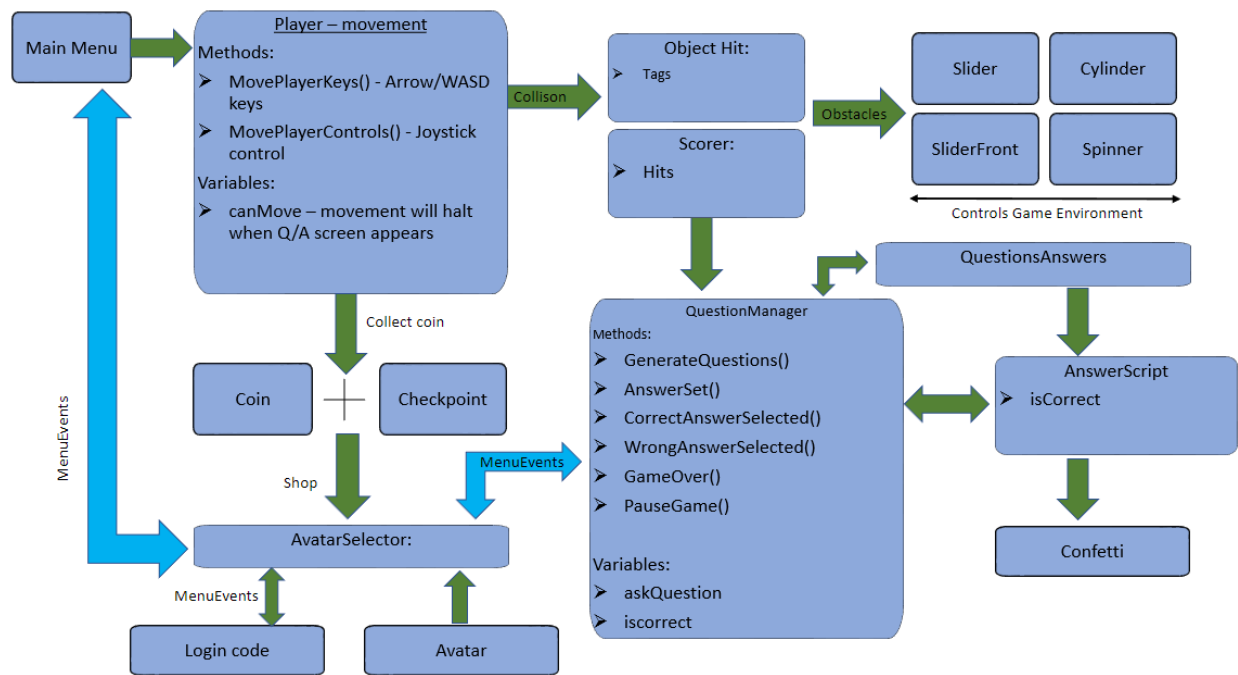 Main Menu
Player – movement
Methods:
➢ MovePlayerKeys() - Arrow/WASD
keys
➢ MovePlayerControls() - Joystick
control
Variables:
➢ canMove – movement will halt
when Q/A screen appears
Collison
Object Hit:
➢ Tags
Scorer:
➢ Hits
Obstacles
Slider
Cylinder
SliderFront
Spinner
Controls Game Environment
QuestionsAnswers
Collect coin
Coin
Checkpoint
Shop
MenuEvents
AvatarSelector:
MenuEvents
Login code
Avatar
MenuEvents
QuestionManager
Methods:
➢ GenerateQuestions()
➢ AnswerSet()
➢ CorrectAnswerSelected()
➢ WrongAnswerSelected()
➢ GameOver()
➢ PauseGame()
Variables:
➢ askQuestion
➢ iscorrect
AnswerScript
➢ isCorrect
Confetti